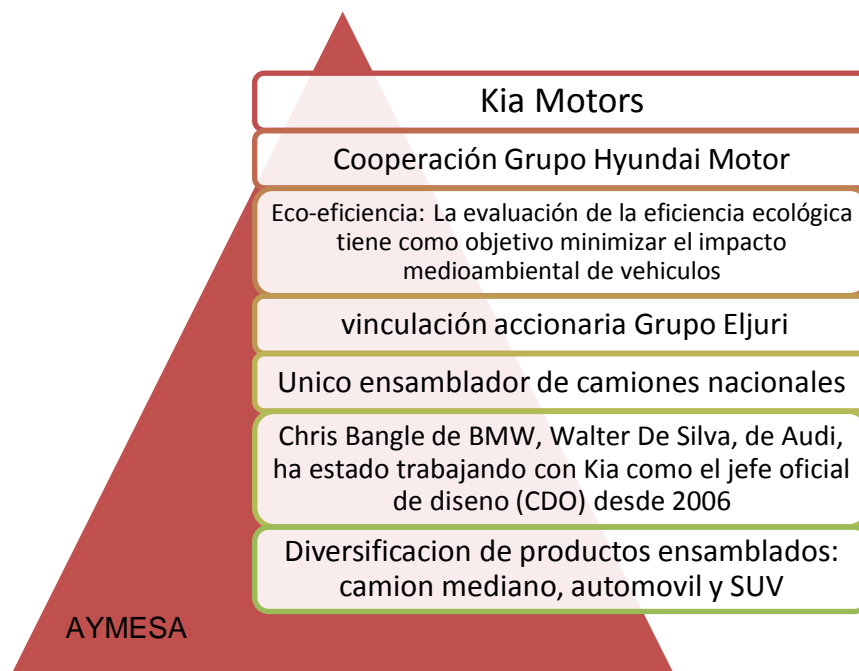 Kia Motors
Cooperación Grupo Hyundai Motor
Eco-eficiencia: La evaluación de la eficiencia ecológica
tiene como objetivo minimizar el impacto
medioambiental de vehiculos
vinculación accionaria Grupo Eljuri
Unico ensamblador de camiones nacionales
Chris Bangle de BMW, Walter De Silva, de Audi,
ha estado trabajando con Kia como el jefe oficial
de diseno (CDO) desde 2006
Diversificacion de productos ensamblados:
camion mediano, automovil y SUV
AYMESA